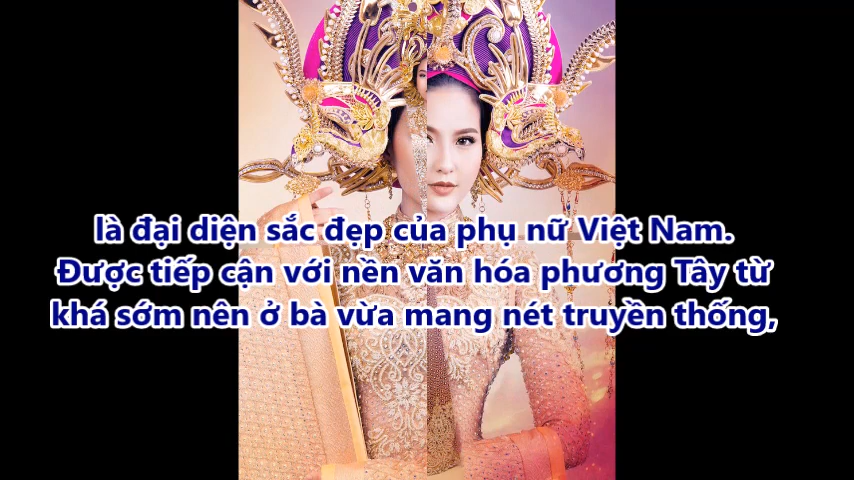 là đại diện sắc đẹp của phụ nữ Việt Nam.
Được tiếp cận với nền văn hóa phương Tây từ
khá sớm nên ở bà vừa mang nét truyền thống,